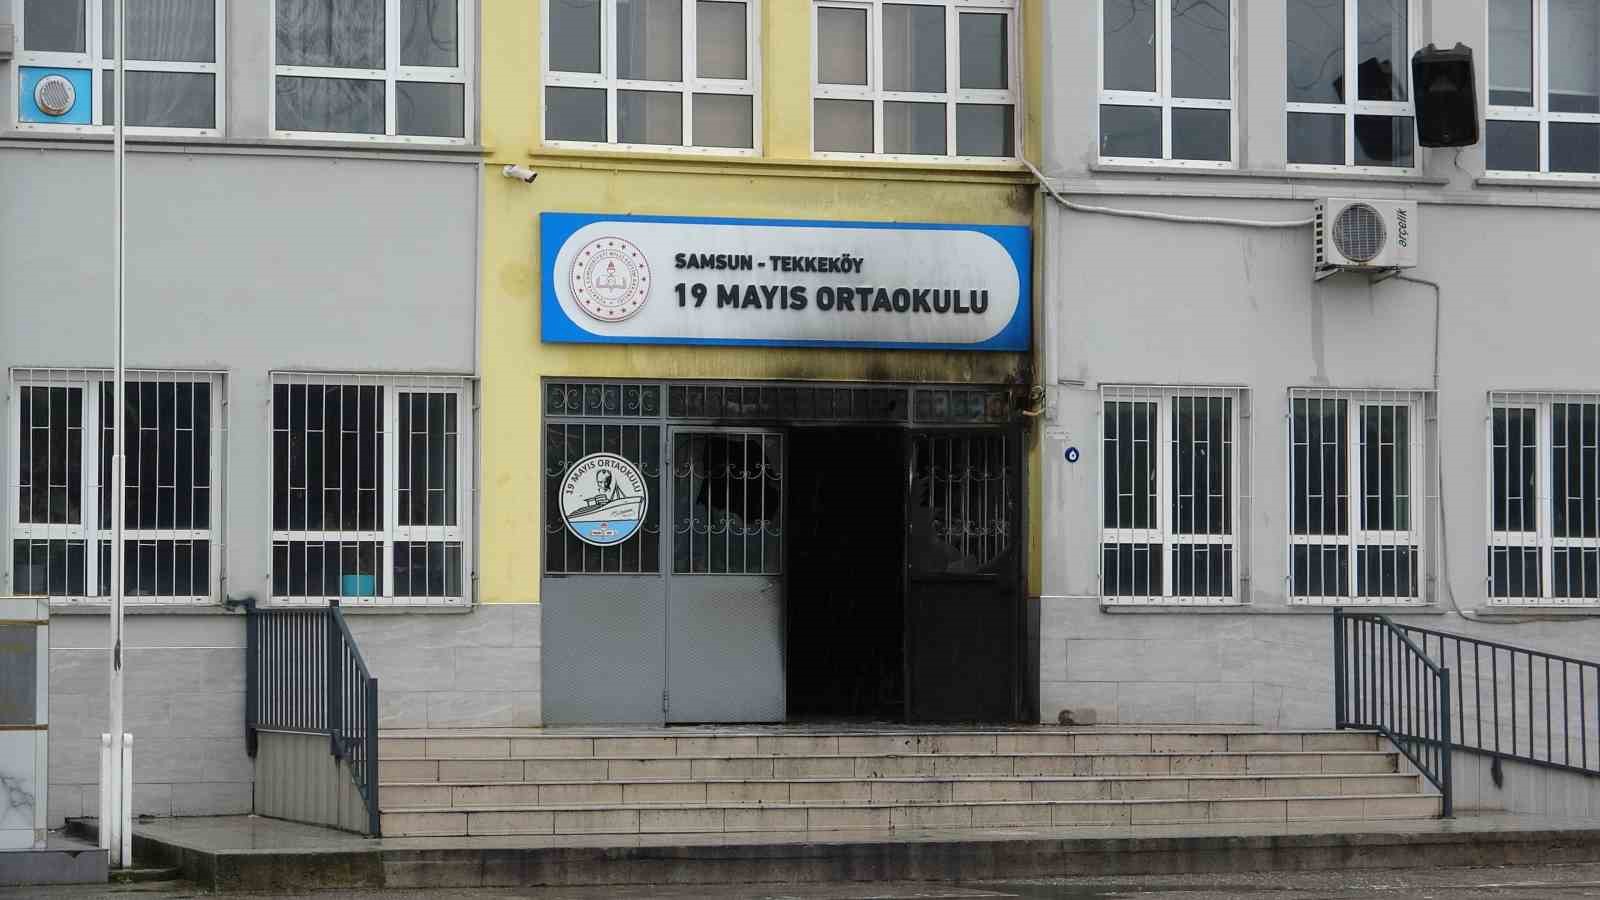 SAMSUN - TEKKEKÖY
19 MAYIS ORTAOKULU
arçelik
19 MAYIS ORTAOKULU